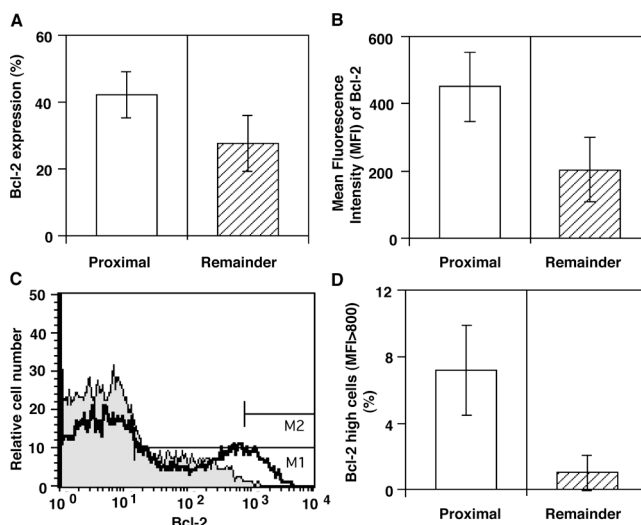 A
60
40
20
0
Bcl-2 expression (%)
Proximal Remainder
B
600
400
200
0
Mean Fluorescence
Intensity (MFI) of Bcl-2
Proximal Remainder
C
50
40
30
20
10
0
Relative cell number
M2
M1
10⁰ 10¹ 10² 10³ 10⁴
Bcl-2
D
12
8
4
0
Bcl-2 high cells (MFI>800)
(%)
Proximal Remainder